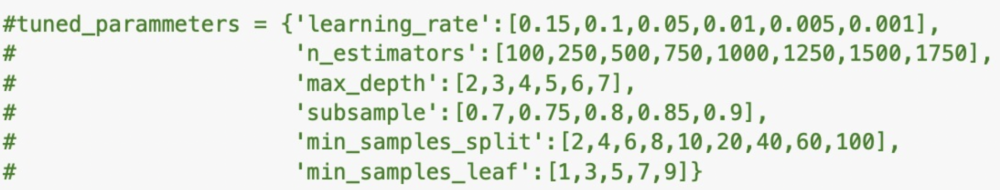 #tuned_parammeters = {'learning_rate':[0.15,0.1,0.05,0.01,0.005,0.001],
#                      'n_estimators':[100,250,500,750,1000,1250,1500,1750],
#                      'max_depth':[2,3,4,5,6,7],
#                      'subsample':[0.7,0.75,0.8,0.85,0.9],
#                      'min_samples_split':[2,4,6,8,10,20,40,60,100],
#                      'min_samples_leaf':[1,3,5,7,9]}